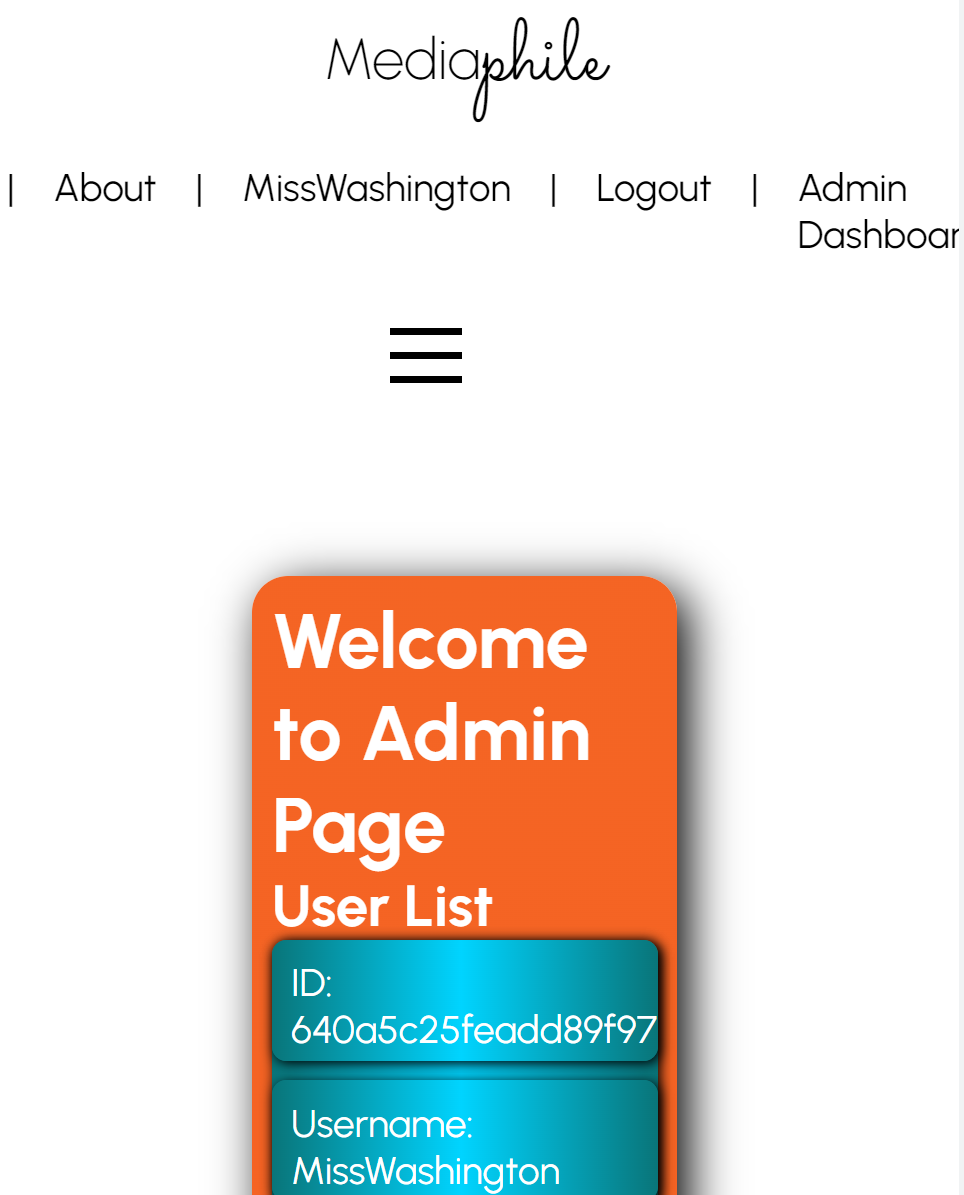 Mediaphile
| About | MissWashington | Logout | Admin
Dashboar
Welcome
to Admin
Page
User List
ID:
640a5c25feadd89f97
Username:
MissWashington